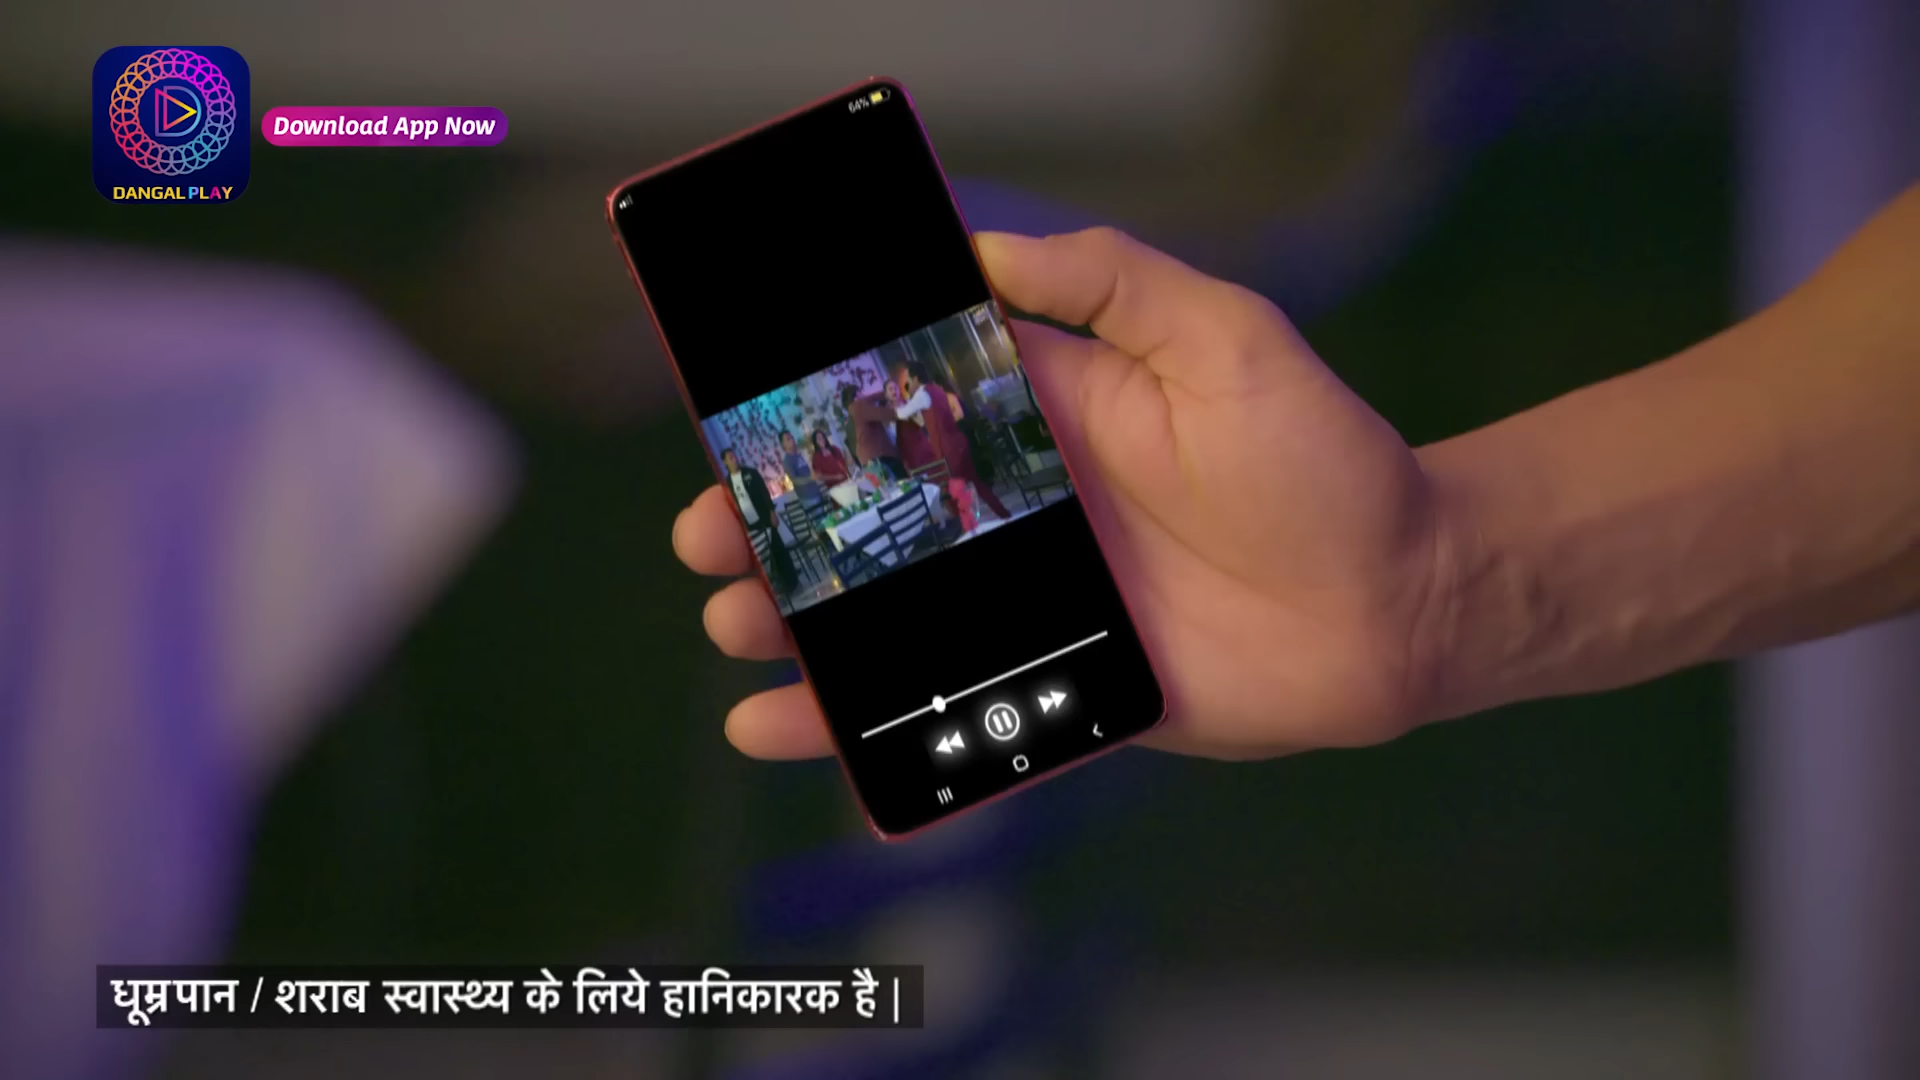 Download App Now
DANGAL PLAY
64%
धूम्रपान / शराब स्वास्थ्य के लिये हानिकारक है |